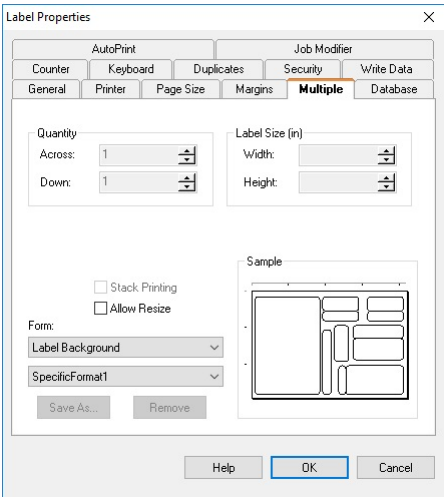 Label Properties
AutoPrint Job Modifier
Counter Keyboard Duplicates Security Write Data
General Printer Page Size Margins Multiple Database
Quantity Label Size (in)
Across: 1 Width:
Down: 1 Height:
Sample
Stack Printing
Allow Resize
Form:
Label Background
SpecificFormat1
Save As... Remove
Help OK Cancel